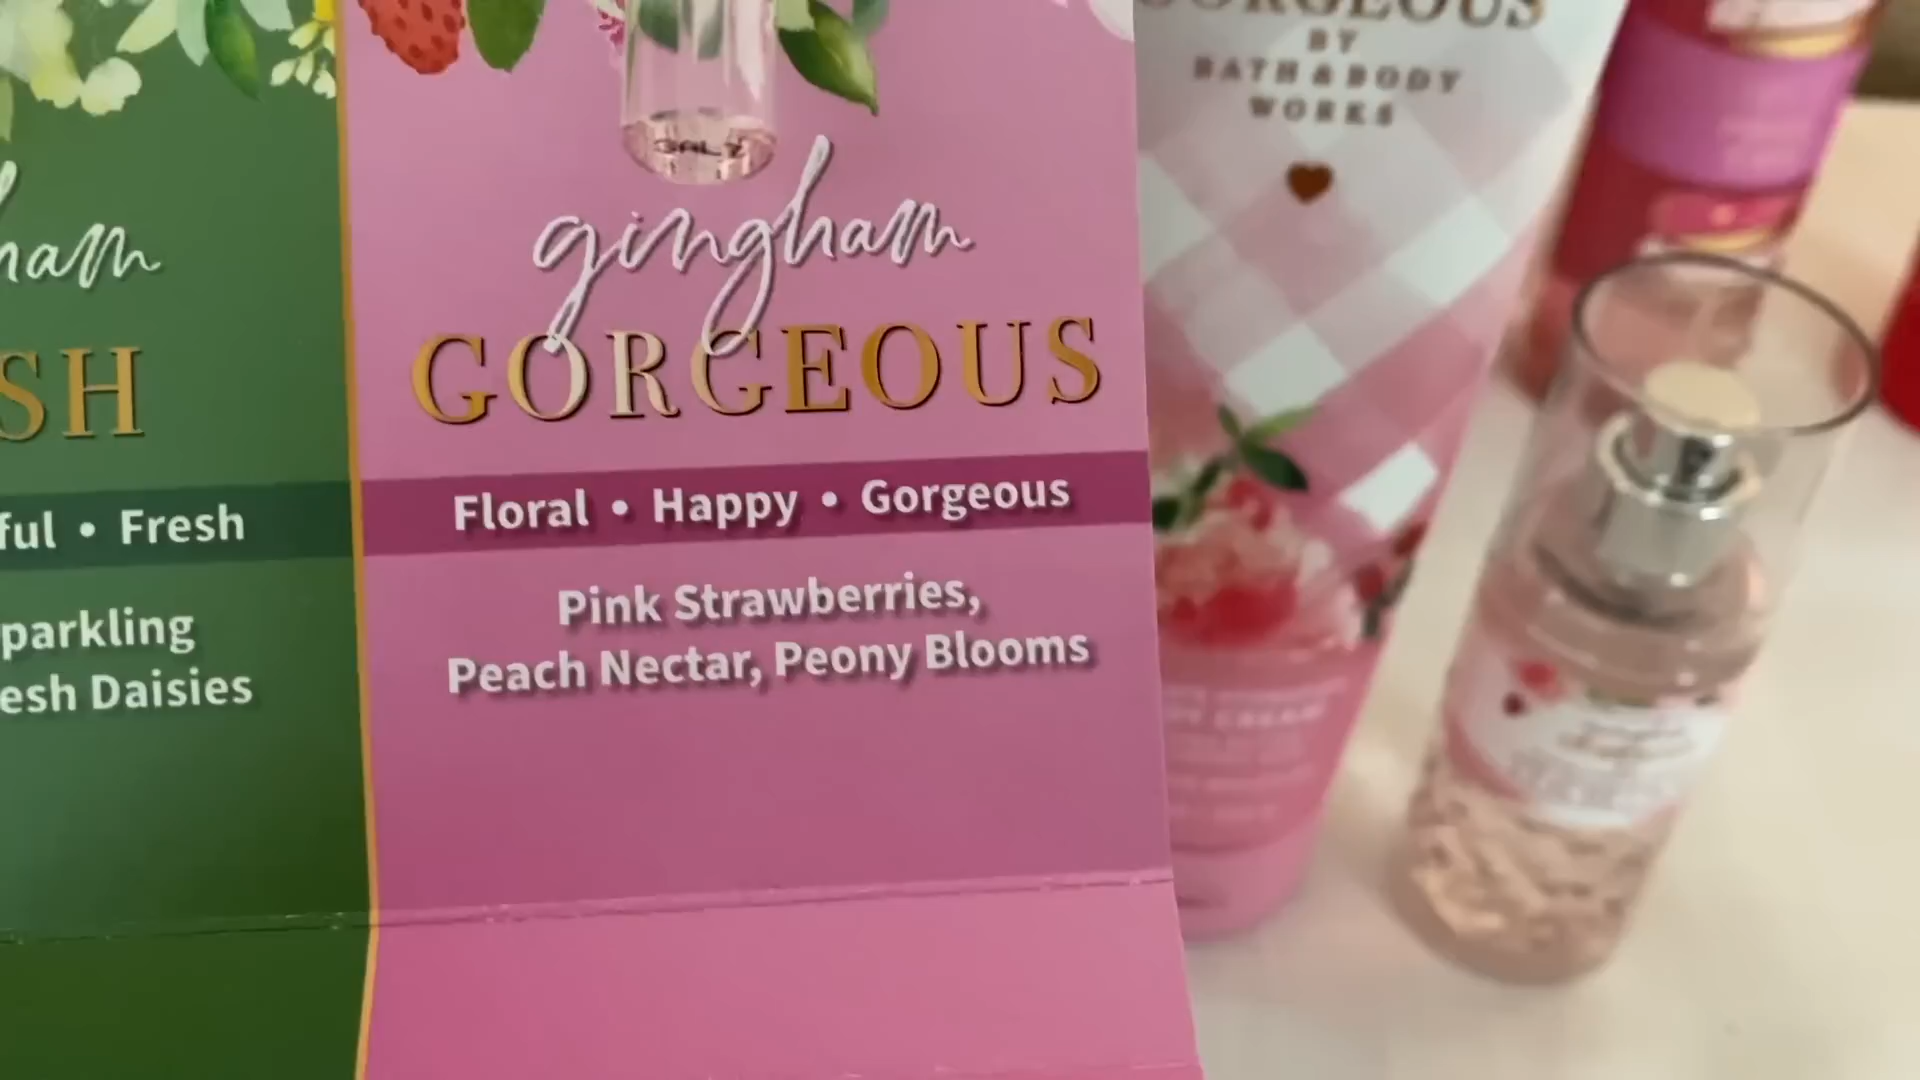 gingham
GORGEOUS
Floral • Happy • Gorgeous
Pink Strawberries,
Peach Nectar, Peony Blooms
ham
SH
ful • Fresh
parkling
esh Daisies
GORGEOUS
BY
BATH & BODY
WORKS